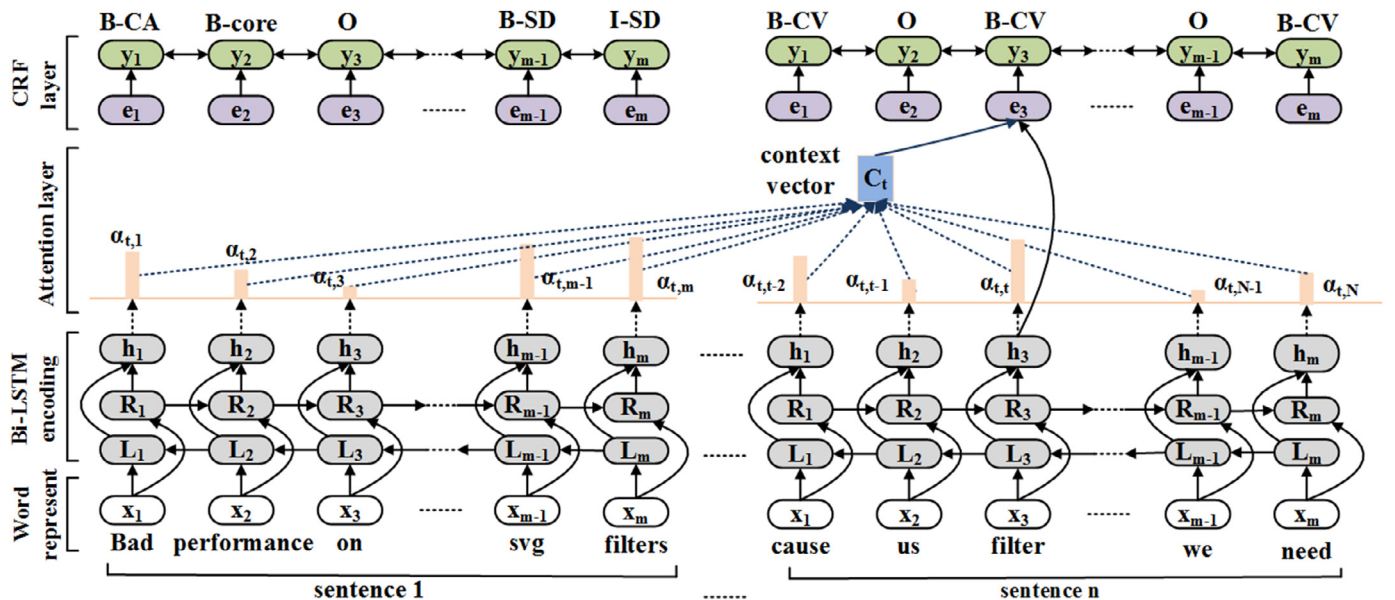 B-CA B-core O B-SD I-SD B-CV O B-CV O B-CV
CRF layer
y1 y2 y3 ym-1 ym y1 y2 y3 ym-1 ym
e1 e2 e3 ...... em-1 em e1 e2 e3 ...... em-1 em
Attention layer
context
vector
Ct
αt,1 αt,2 αt,3 αt,m-1 αt,m αt,t-2 αt,t-1 αt,t αt,N-1 αt,N
Bi-LSTM encoding
h1 h2 h3 hm-1 hm ...... h1 h2 h3 hm-1 hm
R1 R2 R3 Rm-1 Rm R1 R2 R3 Rm-1 Rm
L1 L2 L3 Lm-1 Lm ...... L1 L2 L3 Lm-1 Lm
Word represent
x1 x2 x3 ...... xm-1 xm x1 x2 x3 ...... xm-1 xm
Bad performance on svg filters cause us filter we need
sentence 1 ...... sentence n